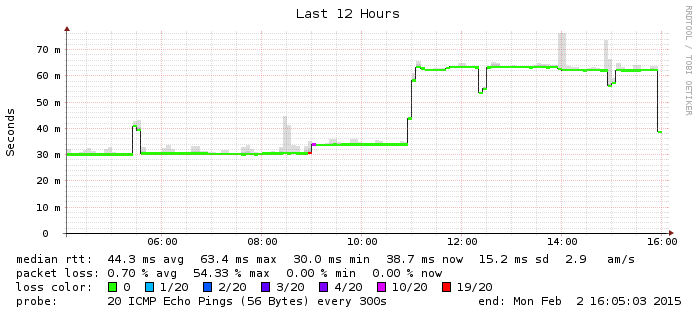 Last 12 Hours
RRDTOOL / TOBI OETIKER
Seconds
70 m
60 m
50 m
40 m
30 m
20 m
10 m
0
06:00 08:00 10:00 12:00 14:00 16:00
median rtt: 44.3 ms avg 63.4 ms max 30.0 ms min 38.7 ms now 15.2 ms sd 2.9 am/s
packet loss: 0.70 % avg 54.33 % max 0.00 % min 0.00 % now
loss color: 0 1/20 2/20 3/20 4/20 10/20 19/20
probe: 20 ICMP Echo Pings (56 Bytes) every 300s end: Mon Feb 2 16:05:03 2015